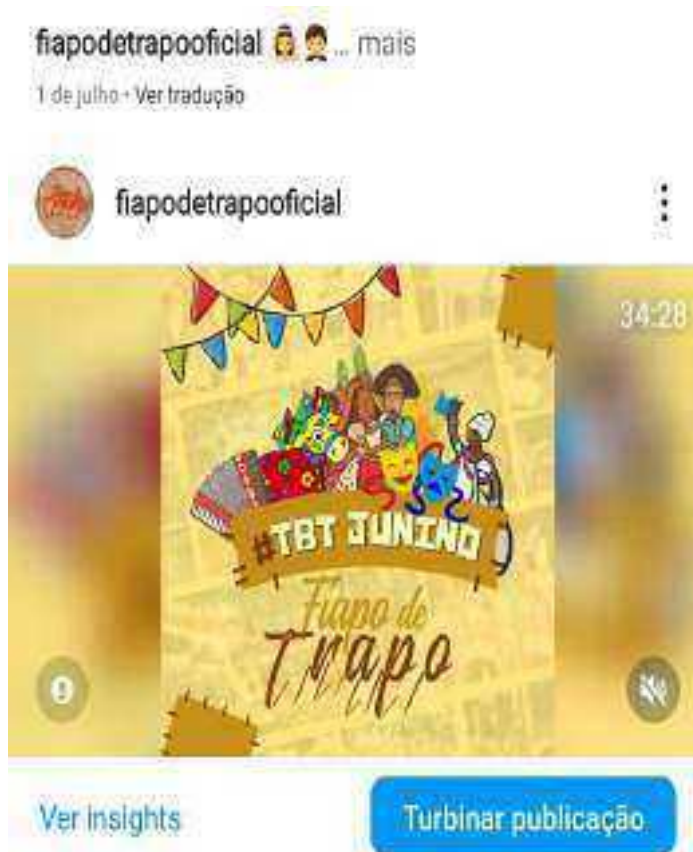 fiapodetrapooficial 👰🤵... mais
1 de julho • Ver tradução
fiapodetrapooficial
34:28
#TBT JUNINO
Fiapo de
Trapo
Ver insights
Turbinar publicação